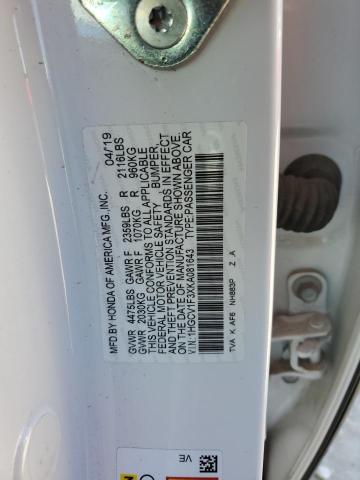 MFD.BY HONDA OF AMERICA MFG.,INC. 04/'19
GVWR 4475LBS GAWR F 2359LBS R 2116LBS
GVWR 2030KG GAWR F 1070KG R 960KG
THIS VEHICLE CONFORMS TO ALL APPLICABLE
FEDERAL MOTOR VEHICLE SAFETY, BUMPER,
AND THEFT PREVENTION STANDARDS IN EFFECT
ON THE DATE OF MANUFACTURE SHOWN ABOVE.
V.I.N:1HGCV1F3XKA081643 TYPE:PASSENGER CAR
TVA K AF6 NH883P Z A
VE